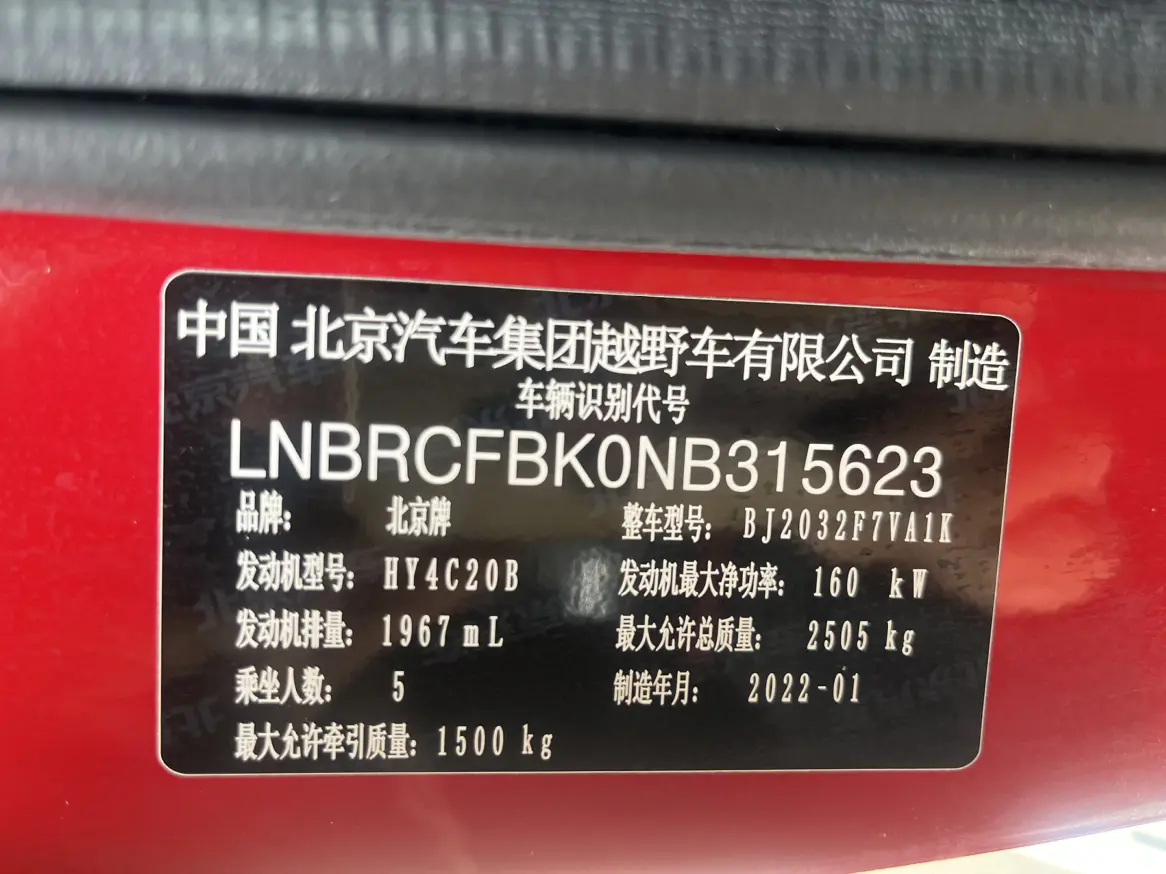 中国 北京汽车集团越野车有限公司 制造
车辆识别代号
LNBRCFBK0NB315623
品牌: 北京牌 整车型号: BJ2032F7VA1K
发动机型号: HY4C20B 发动机最大净功率: 160 kW
发动机排量: 1967mL 最大允许总质量: 2505 kg
乘坐人数: 5 制造年月: 2022-01
最大允许牵引质量: 1500 kg